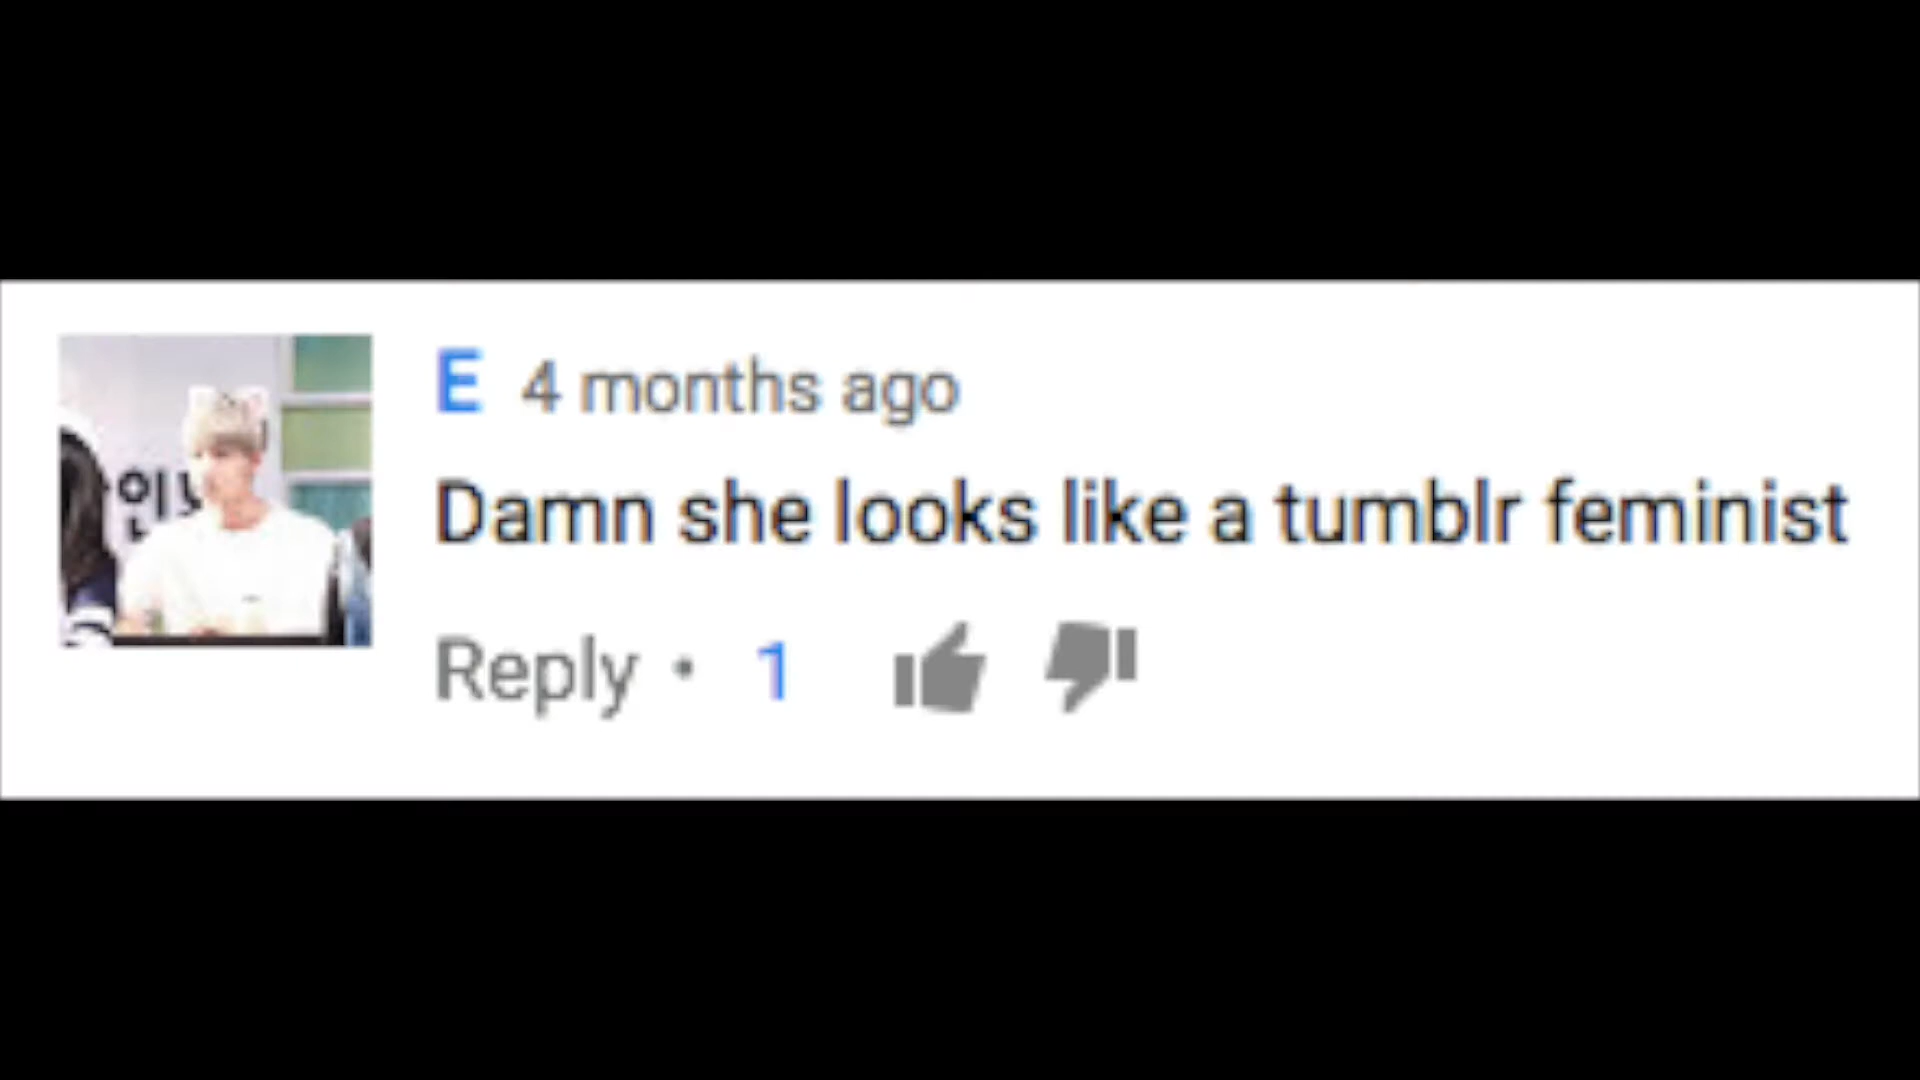 E 4 months ago
Damn she looks like a tumblr feminist
Reply • 1